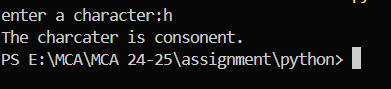 enter a character:h
The charcater is consonent.
PS E:\MCA\MCA 24-25\assignment\python>